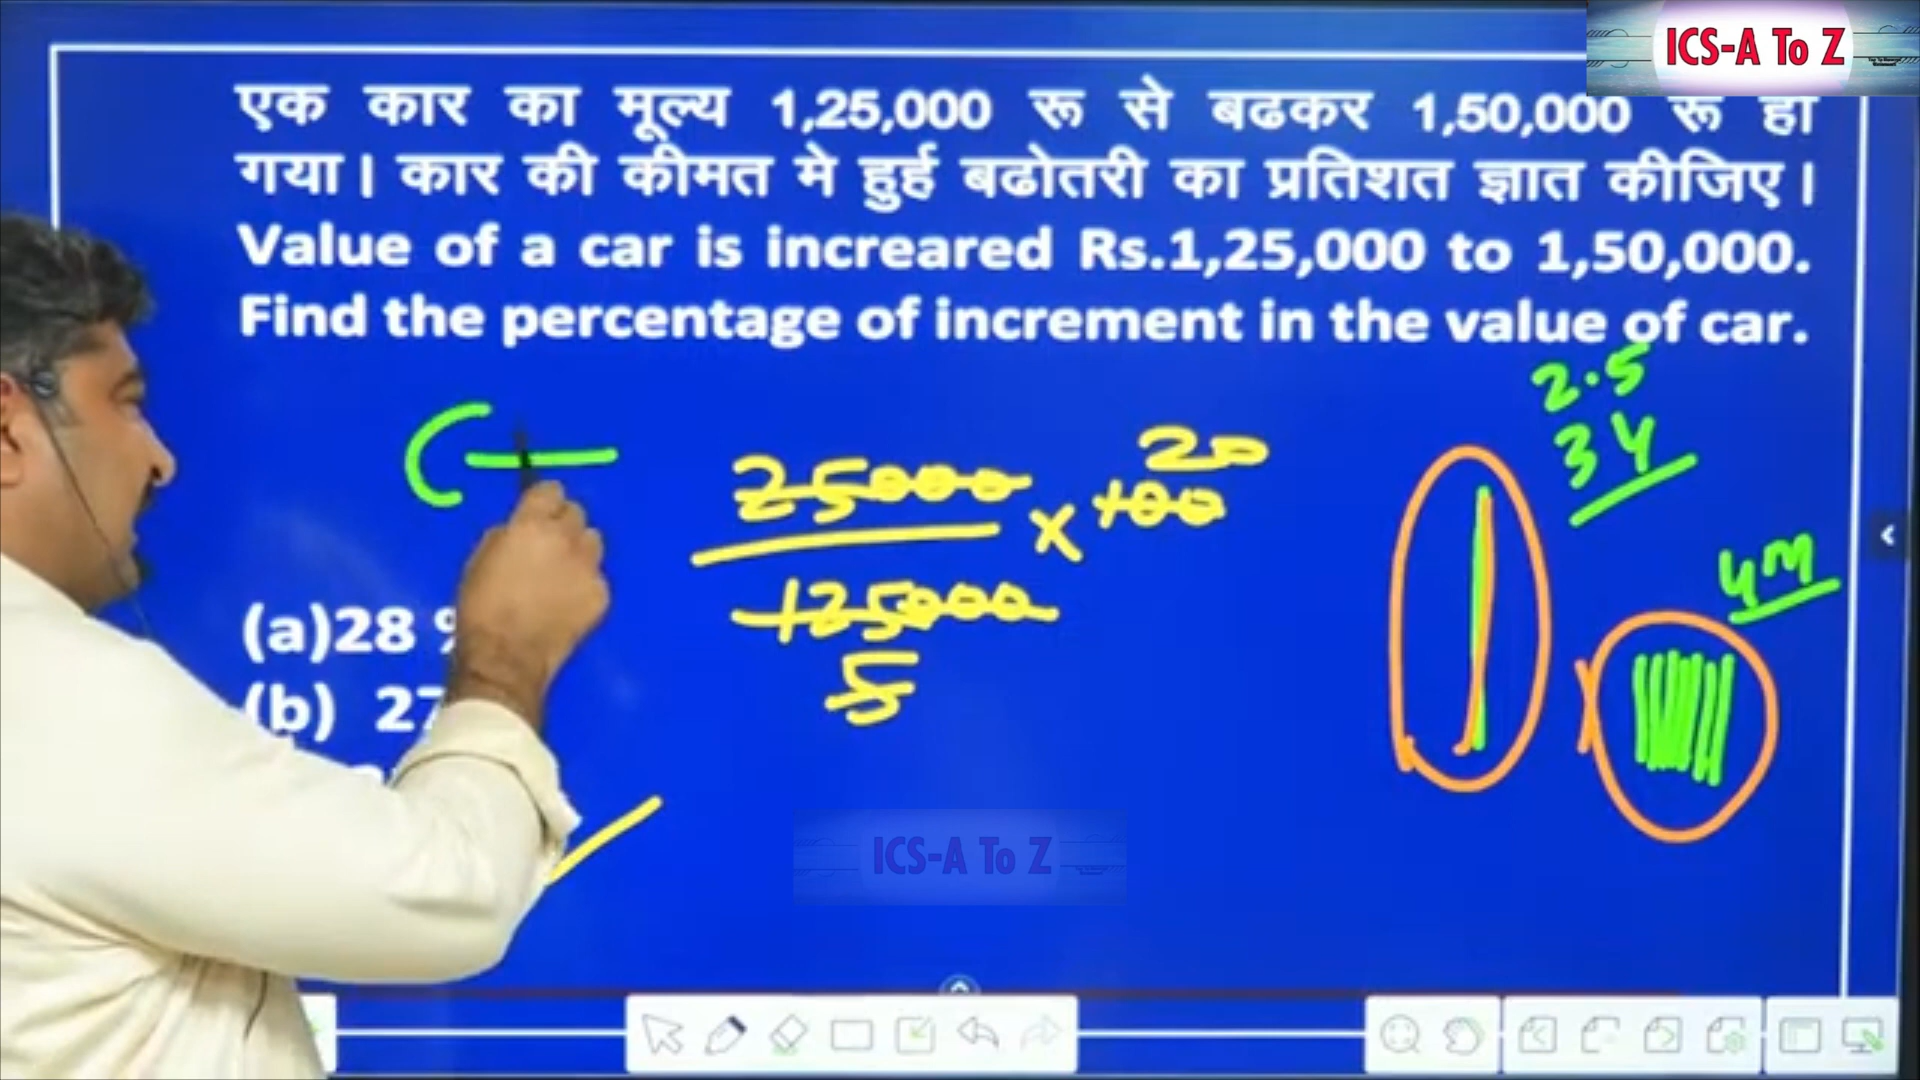 ICS-A To Z
एक कार का मूल्य 1,25,000 रू से बढकर 1,50,000 रू हो
गया। कार की कीमत मे हुई बढोतरी का प्रतिशत ज्ञात कीजिए।
Value of a car is increared Rs.1,25,000 to 1,50,000.
Find the percentage of increment in the value of car.
2.5
34
20
25000 × 100
125000
5
4m
(a)28 %
(b) 27
ICS-A To Z